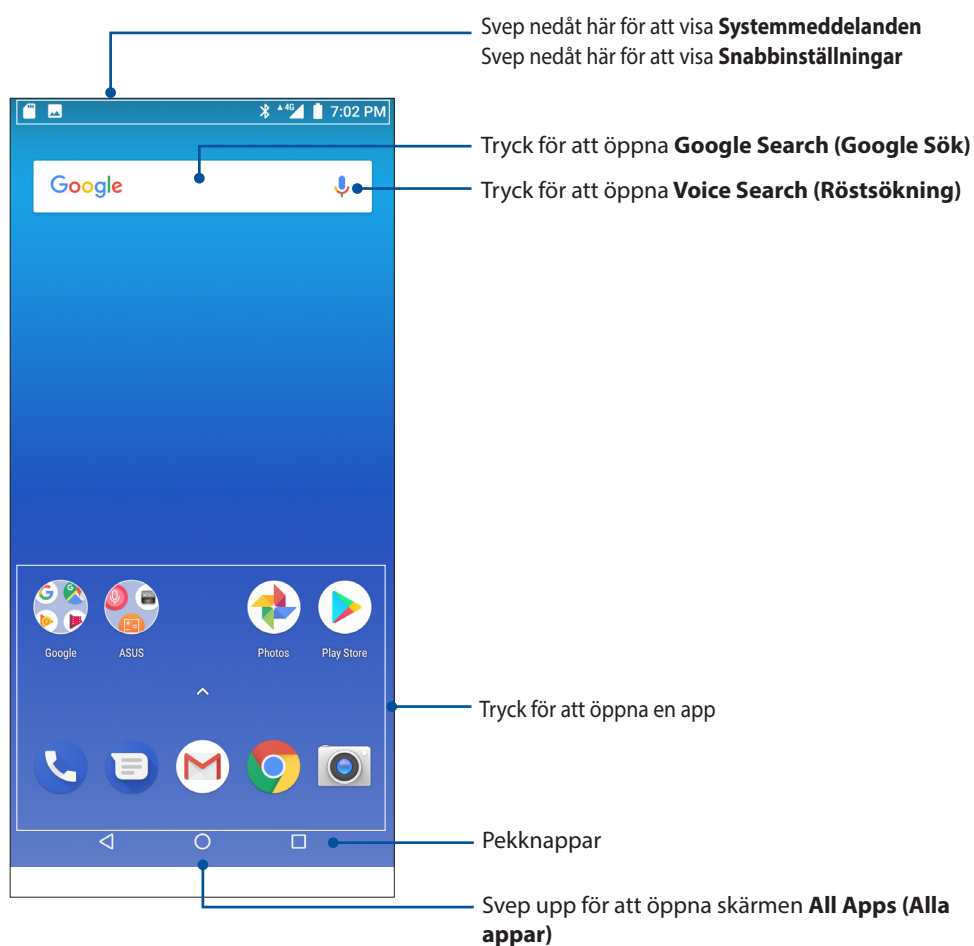 Svep nedåt här för att visa Systemmeddelanden
Svep nedåt här för att visa Snabbinställningar
4G 7:02 PM
Tryck för att öppna Google Search (Google Sök)
Google
Tryck för att öppna Voice Search (Röstsökning)
Google ASUS Photos Play Store
Tryck för att öppna en app
Pekknappar
Svep upp för att öppna skärmen All Apps (Alla
appar)